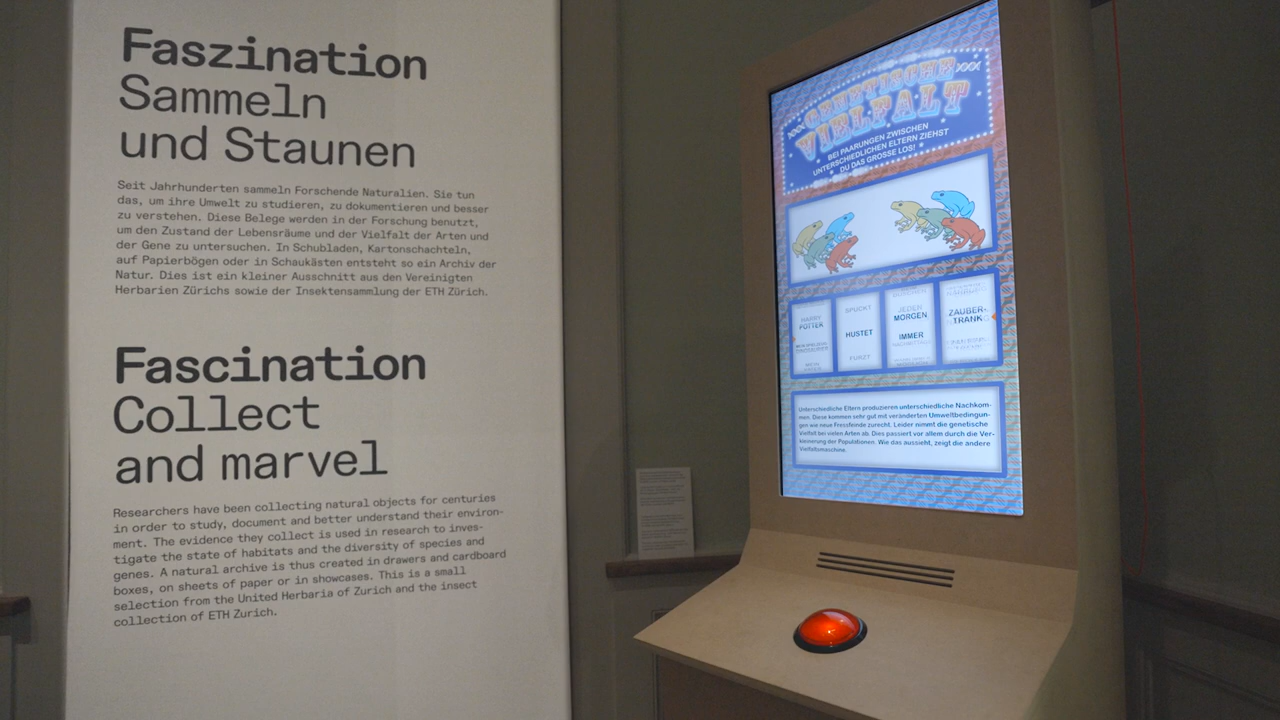 Faszination
Sammeln
und Staunen
Seit Jahrhunderten sammeln Forschende Naturalien. Sie tun
das, um ihre Umwelt zu studieren, zu dokumentieren und besser
zu verstehen. Diese Belege werden in der Forschung benutzt,
um den Zustand der Lebensräume und der Vielfalt der Arten und
der Gene zu untersuchen. In Schubladen, Kartonschachteln,
auf Papierbögen oder in Schaukästen entsteht so ein Archiv der
Natur. Dies ist ein kleiner Ausschnitt aus den Vereinigten
Herbarien Zürichs sowie der Insektensammlung der ETH Zürich.
Fascination
Collect
and marvel
Researchers have been collecting natural objects for centuries
in order to study, document and better understand their environ-
ment. The evidence they collect is used in research to inves-
tigate the state of habitats and the diversity of species and
genes. A natural archive is thus created in drawers and cardboard
boxes, on sheets of paper or in showcases. This is a small
selection from the United Herbaria of Zurich and the insect
collection of ETH Zurich.
GENETISCHE
VIELFALT
BEI PAARUNGEN ZWISCHEN
UNTERSCHIEDLICHEN ELTERN ZIEHST
DU DAS GROSSE LOS!
HARRY
POTTER
SPUCKT
HUSTET
FURZT
JEDEN
MORGEN
IMMER
ZAUBER-
TRANK
Unterschiedliche Eltern produzieren unterschiedliche Nachkom-
men. Diese kommen sehr gut mit veränderten Umweltbedingun-
gen wie neue Fressfeinde zurecht. Leider nimmt die genetische
Vielfalt bei vielen Arten ab. Dies passiert vor allem durch die Ver-
kleinerung der Populationen. Wie das aussieht, zeigt die andere
Vielfaltsmaschine.